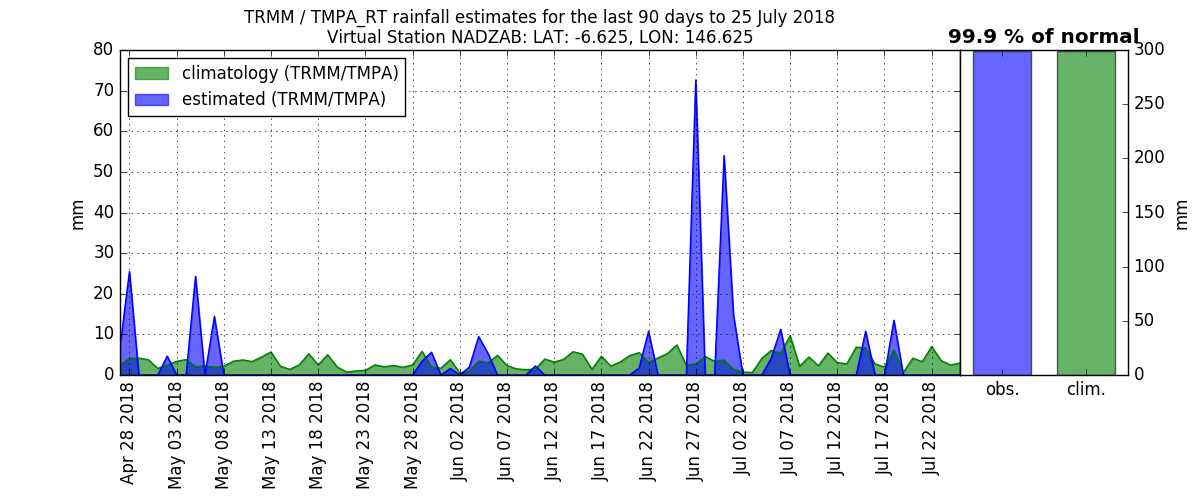 TRMM / TMPA_RT rainfall estimates for the last 90 days to 25 July 2018
Virtual Station NADZAB: LAT: -6.625, LON: 146.625
99.9 % of normal
climatology (TRMM/TMPA)
estimated (TRMM/TMPA)
mm
80
70
60
50
40
30
20
10
0
Apr 28 2018
May 03 2018
May 08 2018
May 13 2018
May 18 2018
May 23 2018
May 28 2018
Jun 02 2018
Jun 07 2018
Jun 12 2018
Jun 17 2018
Jun 22 2018
Jun 27 2018
Jul 02 2018
Jul 07 2018
Jul 12 2018
Jul 17 2018
Jul 22 2018
300
250
200
150
100
50
0
mm
obs.
clim.